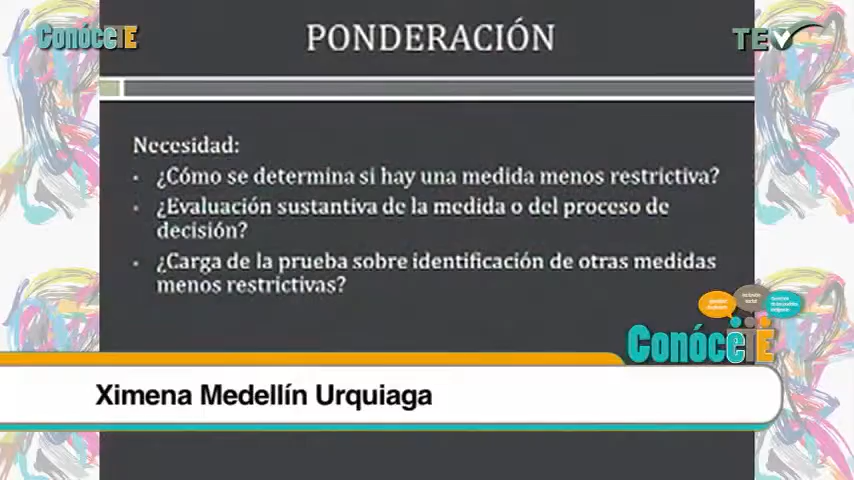 ConóceTE
TEV
PONDERACIÓN
Necesidad:
• ¿Cómo se determina si hay una medida menos restrictiva?
• ¿Evaluación sustantiva de la medida o del proceso de
decisión?
• ¿Carga de la prueba sobre identificación de otras medidas
menos restrictivas?
ConóceTE
Ximena Medellín Urquiaga